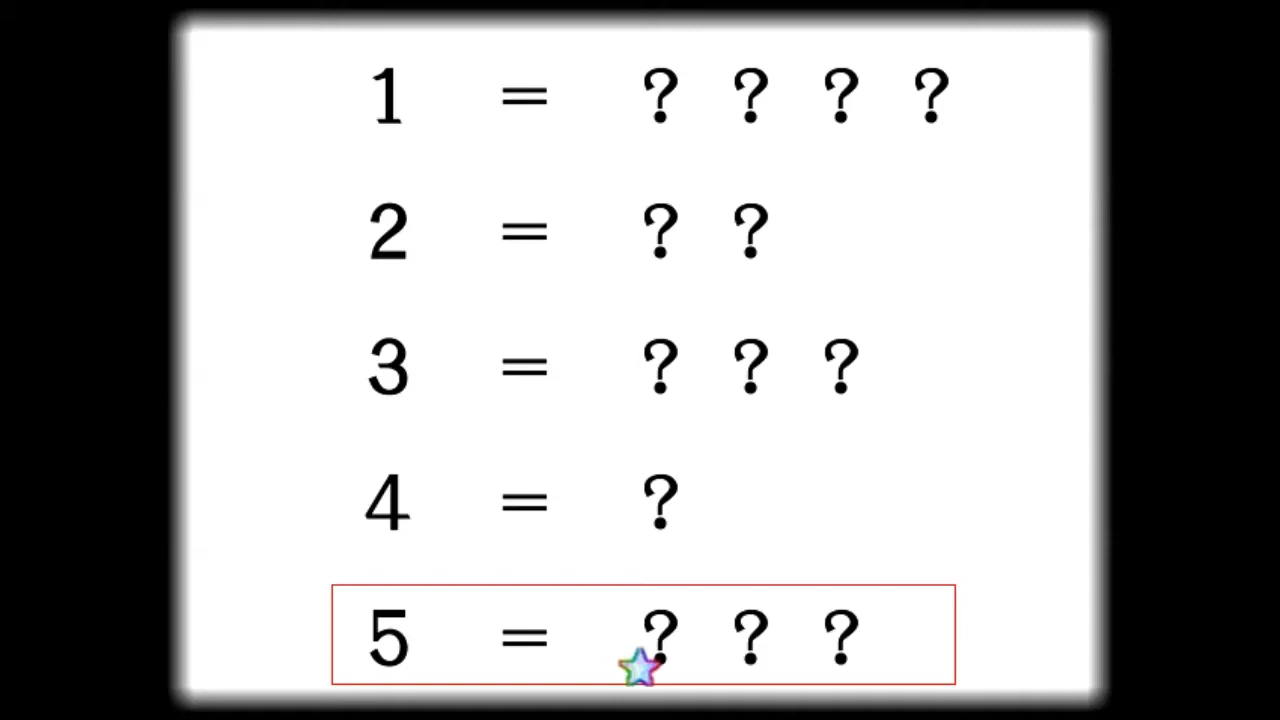 1 = ? ? ? ?
2 = ? ?
3 = ? ? ?
4 = ?
5 = ? ? ?